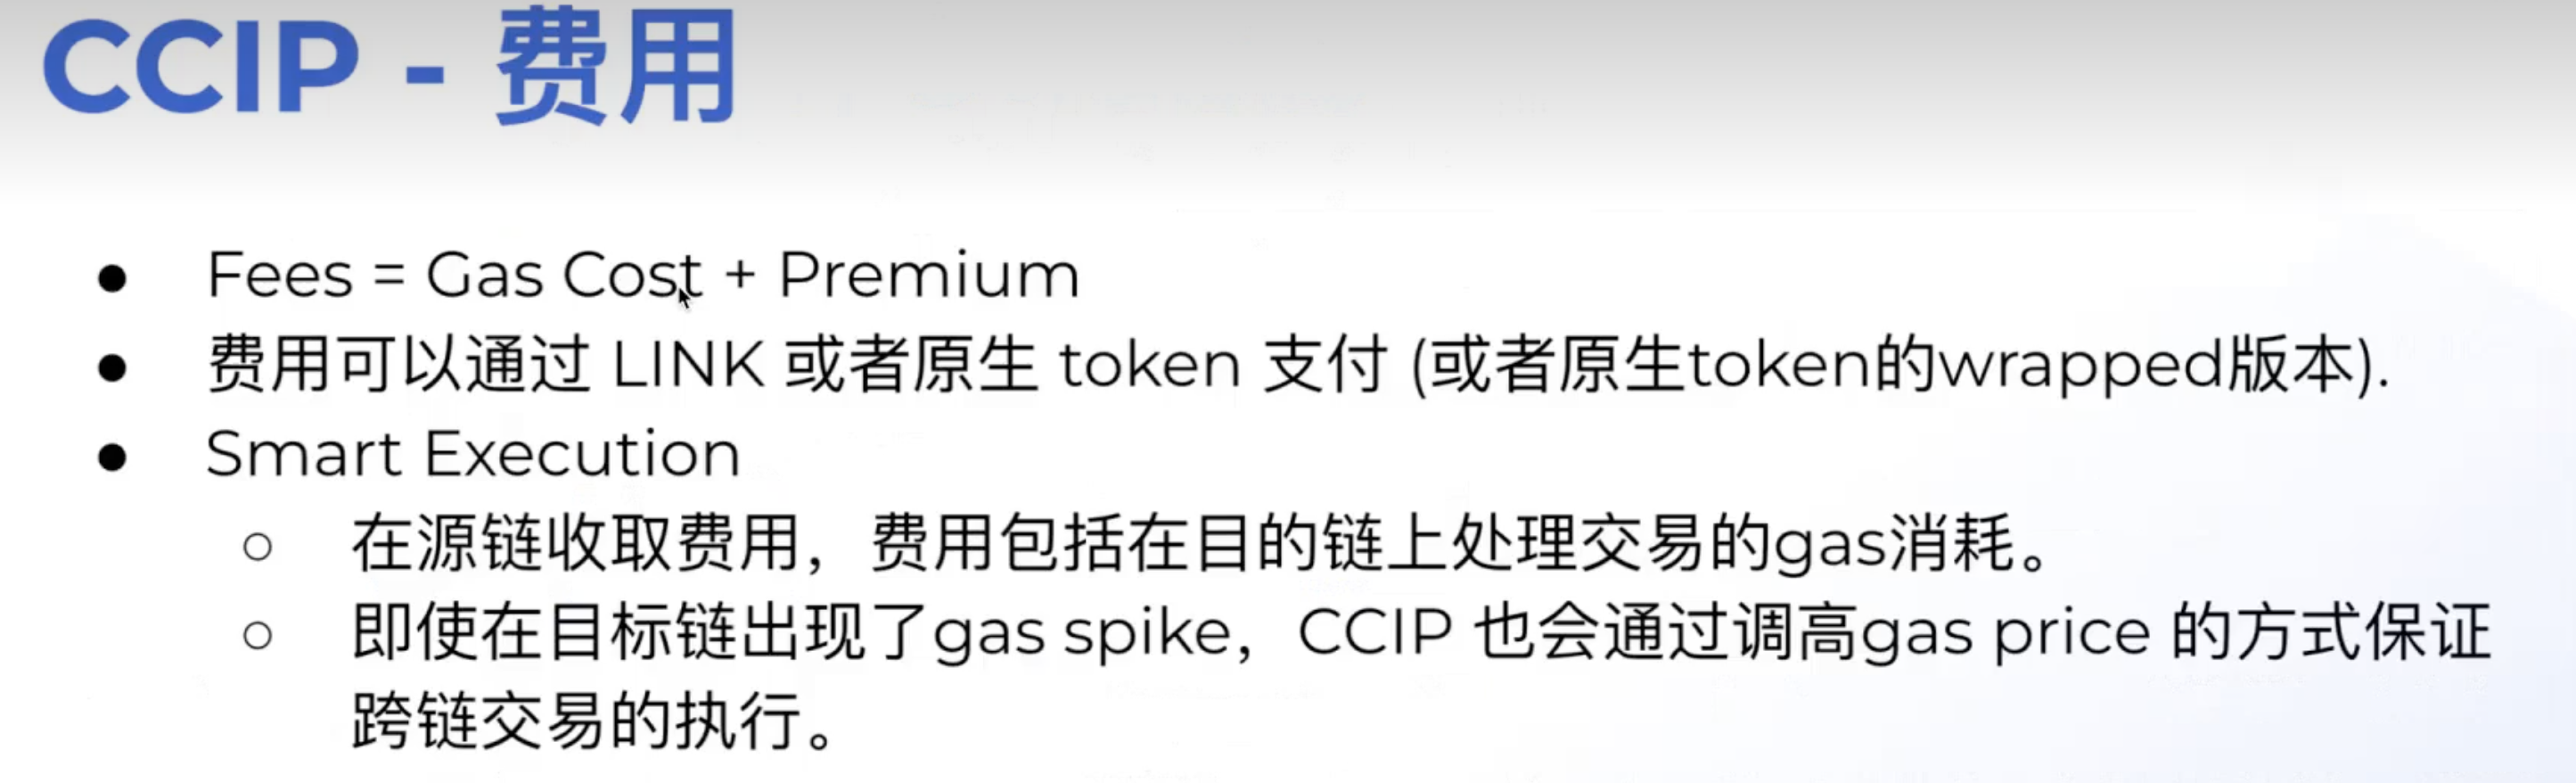 CCIP - 费用
● Fees = Gas Cost + Premium
● 费用可以通过 LINK 或者原生 token 支付 (或者原生token的wrapped版本).
● Smart Execution
○ 在源链收取费用，费用包括在目的链上处理交易的gas消耗。
○ 即使在目标链出现了gas spike，CCIP 也会通过调高gas price 的方式保证
跨链交易的执行。